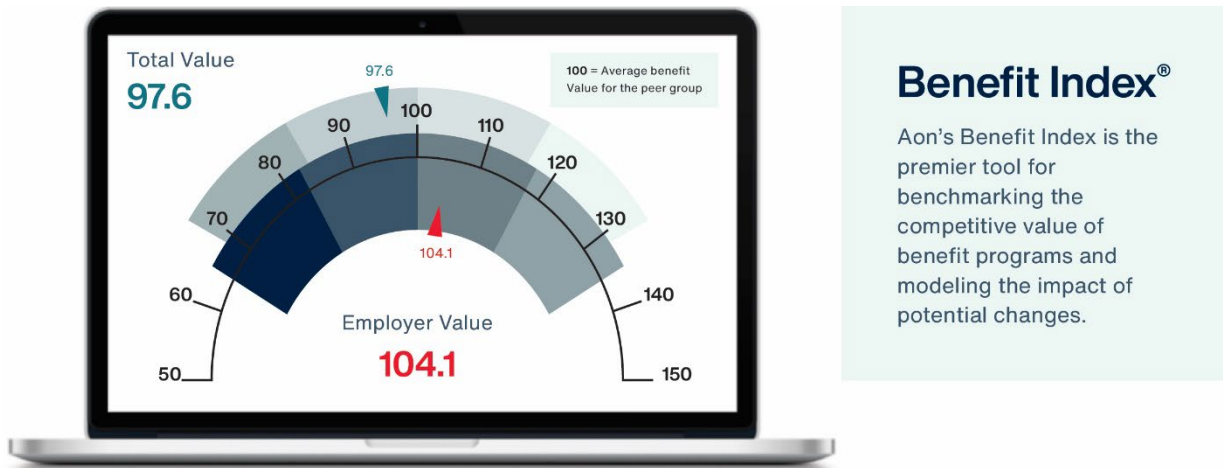 Total Value
97.6
97.6
100 = Average benefit
Value for the peer group
50
60
70
80
90
100
110
120
130
140
150
104.1
Employer Value
104.1
Benefit Index®
Aon's Benefit Index is the
premier tool for
benchmarking the
competitive value of
benefit programs and
modeling the impact of
potential changes.